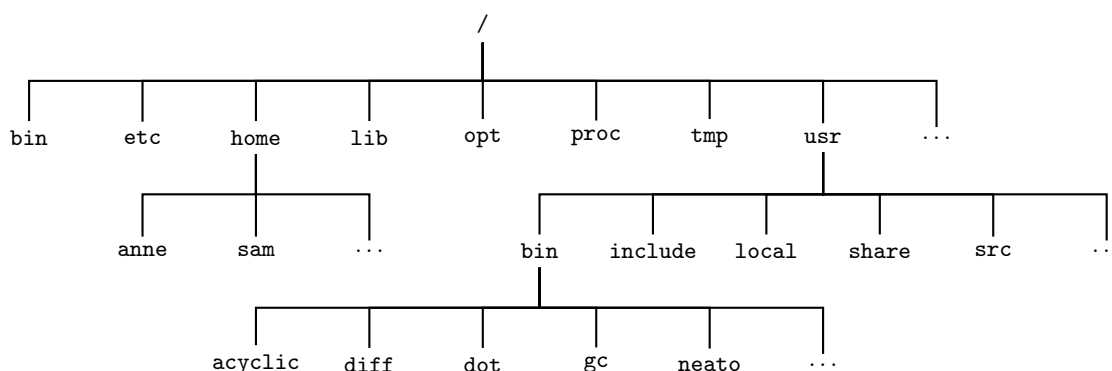 /
bin etc home lib opt proc tmp usr ...
anne sam ... bin include local share src ..
acyclic diff dot gc neato ...